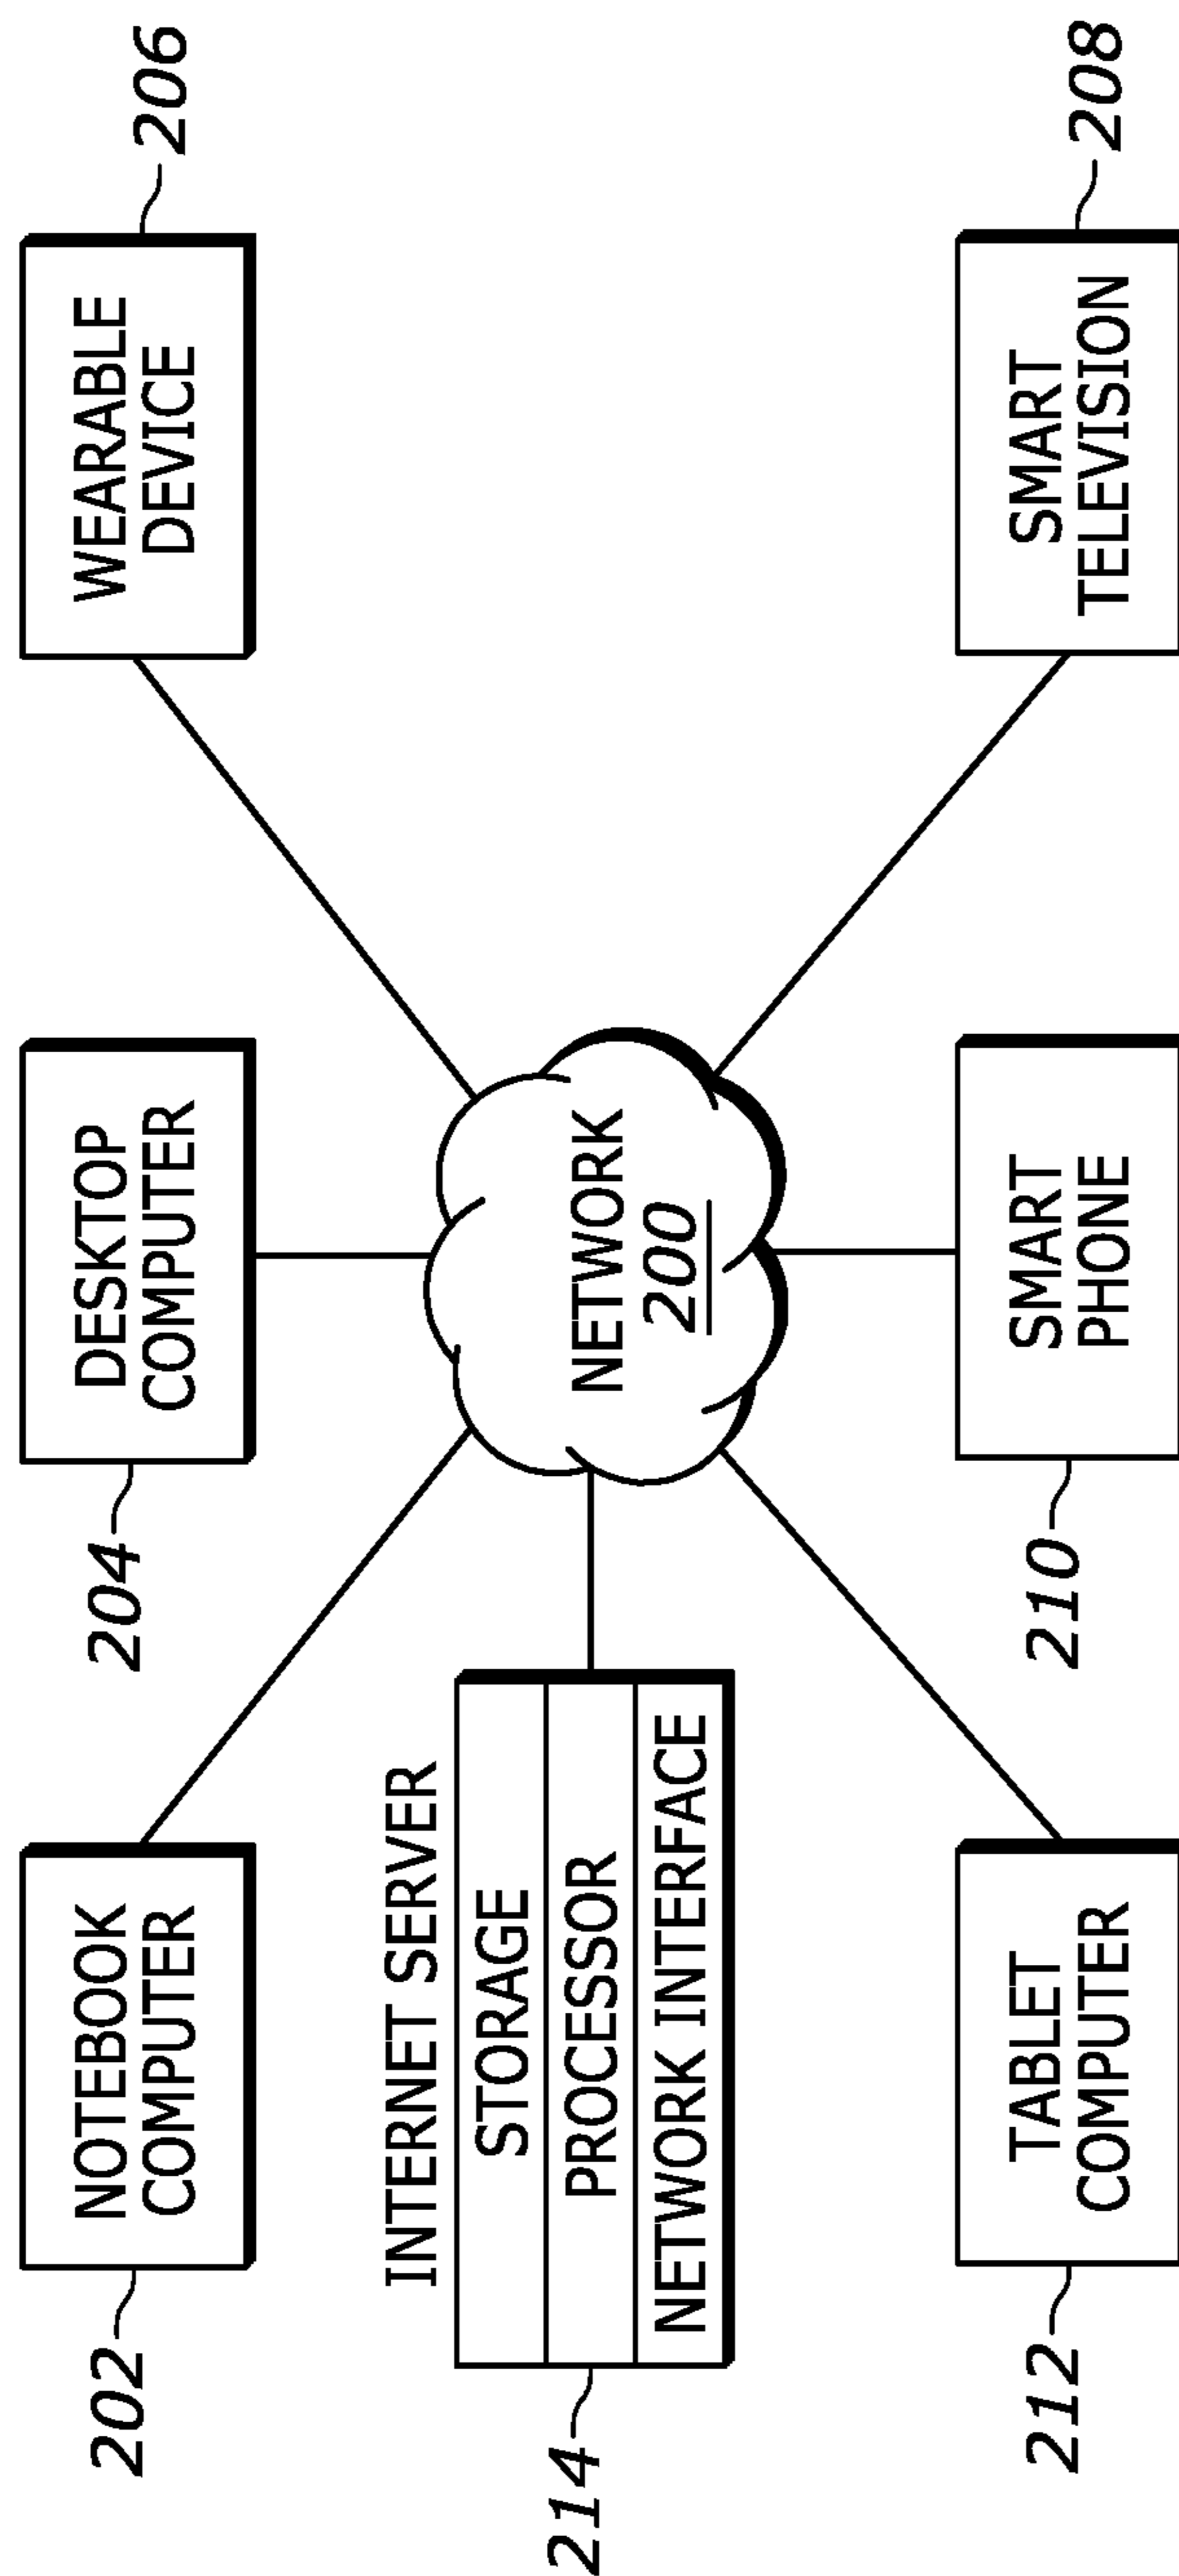 202
NOTEBOOK
COMPUTER
204
DESKTOP
COMPUTER
WEARABLE
DEVICE
206
INTERNET SERVER
214
STORAGE
PROCESSOR
NETWORK INTERFACE
NETWORK
200
212
TABLET
COMPUTER
210
SMART
PHONE
SMART
TELEVISION
208